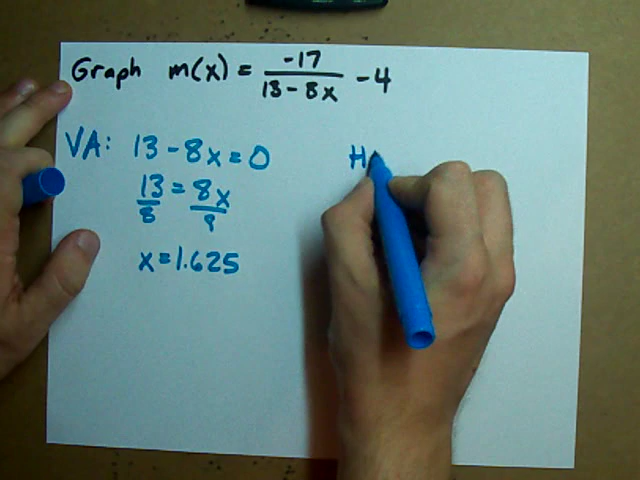 Graph m(x) = -17 / 13 - 8x - 4
VA: 13 - 8x = 0
13/8 = 8x/8
x = 1.625
H